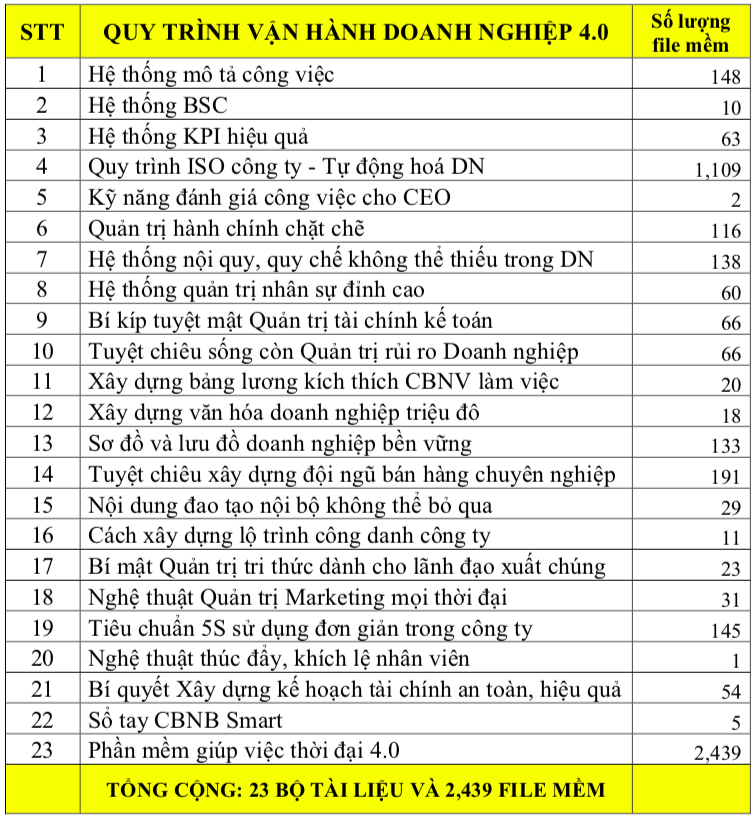 STT QUY TRÌNH VẬN HÀNH DOANH NGHIỆP 4.0 Số lượng
file mềm
1 Hệ thống mô tả công việc 148
2 Hệ thống BSC 10
3 Hệ thống KPI hiệu quả 63
4 Quy trình ISO công ty - Tự động hoá DN 1,109
5 Kỹ năng đánh giá công việc cho CEO 2
6 Quản trị hành chính chặt chẽ 116
7 Hệ thống nội quy, quy chế không thể thiếu trong DN 138
8 Hệ thống quản trị nhân sự đỉnh cao 60
9 Bí kíp tuyệt mật Quản trị tài chính kế toán 66
10 Tuyệt chiêu sống còn Quản trị rủi ro Doanh nghiệp 66
11 Xây dựng bảng lương kích thích CBNV làm việc 20
12 Xây dựng văn hóa doanh nghiệp triệu đô 18
13 Sơ đồ và lưu đồ doanh nghiệp bền vững 133
14 Tuyệt chiêu xây dựng đội ngũ bán hàng chuyên nghiệp 191
15 Nội dung đao tạo nội bộ không thể bỏ qua 29
16 Cách xây dựng lộ trình công danh công ty 11
17 Bí mật Quản trị tri thức dành cho lãnh đạo xuất chúng 23
18 Nghệ thuật Quản trị Marketing mọi thời đại 31
19 Tiêu chuẩn 5S sử dụng đơn giản trong công ty 145
20 Nghệ thuật thúc đẩy, khích lệ nhân viên 1
21 Bí quyết Xây dựng kế hoạch tài chính an toàn, hiệu quả 54
22 Sổ tay CBNB Smart 5
23 Phần mềm giúp việc thời đại 4.0 2,439
TỔNG CỘNG: 23 BỘ TÀI LIỆU VÀ 2,439 FILE MỀM